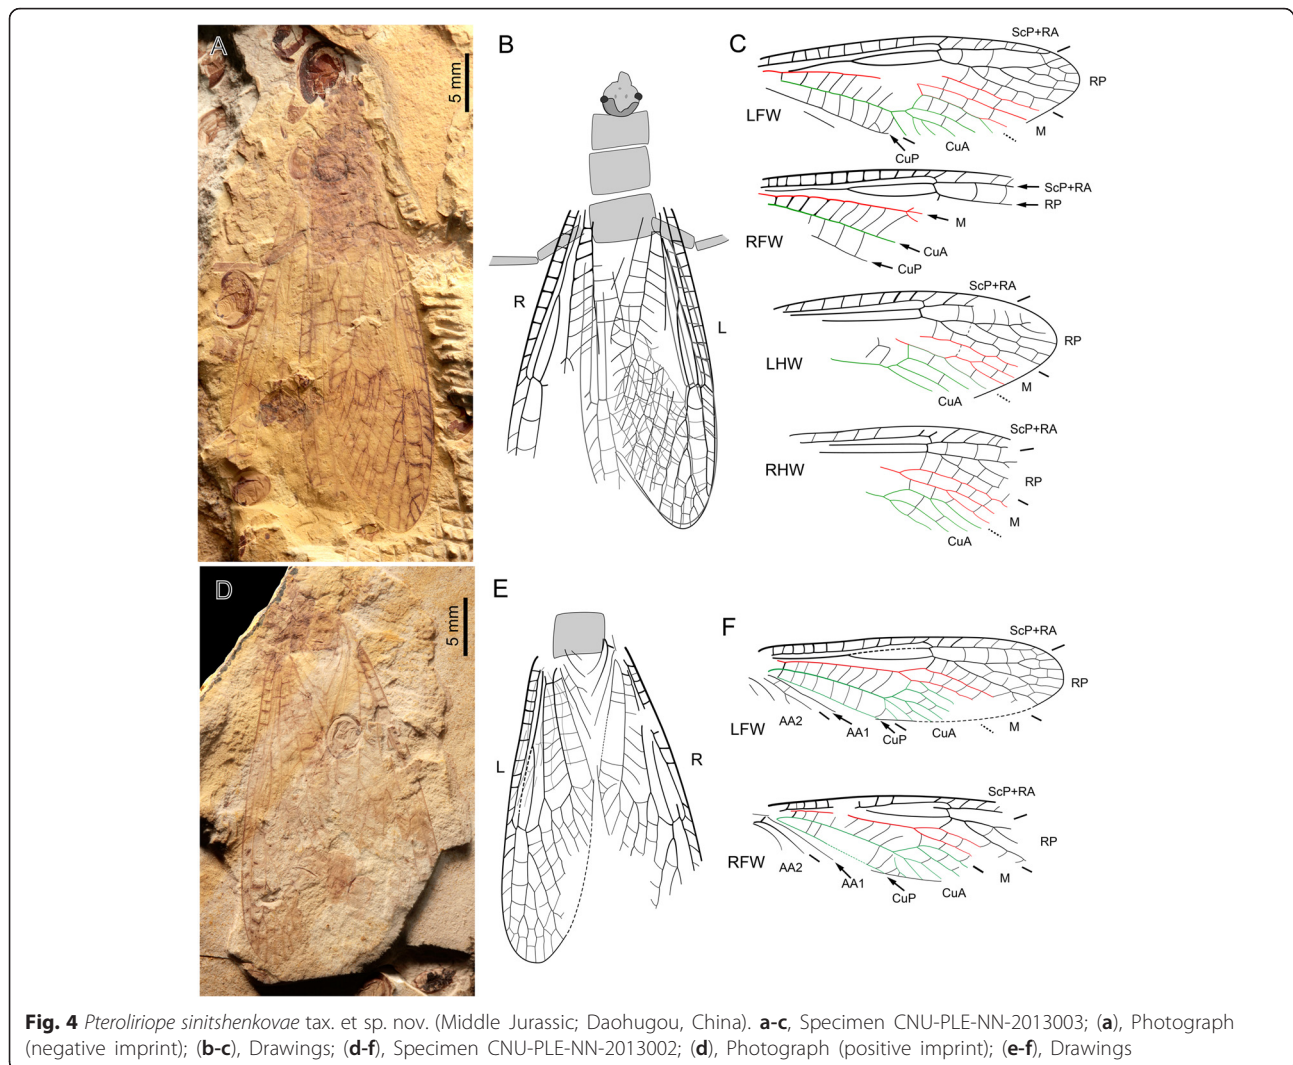 A
5 mm
B
R
L
C
ScP+RA
RP
M
LFW
CuA
CuP
ScP+RA
RP
M
RFW
CuA
CuP
ScP+RA
RP
LHW
M
CuA
ScP+RA
RHW
RP
M
CuA
D
5 mm
E
L
R
F
ScP+RA
RP
AA2
M
LFW
AA1
CuP
CuA
ScP+RA
RP
RFW
AA2
M
AA1
CuA
CuP
Fig. 4 Pteroliriope sinitshenkovae tax. et sp. nov. (Middle Jurassic; Daohugou, China). a-c, Specimen CNU-PLE-NN-2013003; (a), Photograph
(negative imprint); (b-c), Drawings; (d-f), Specimen CNU-PLE-NN-2013002; (d), Photograph (positive imprint); (e-f), Drawings